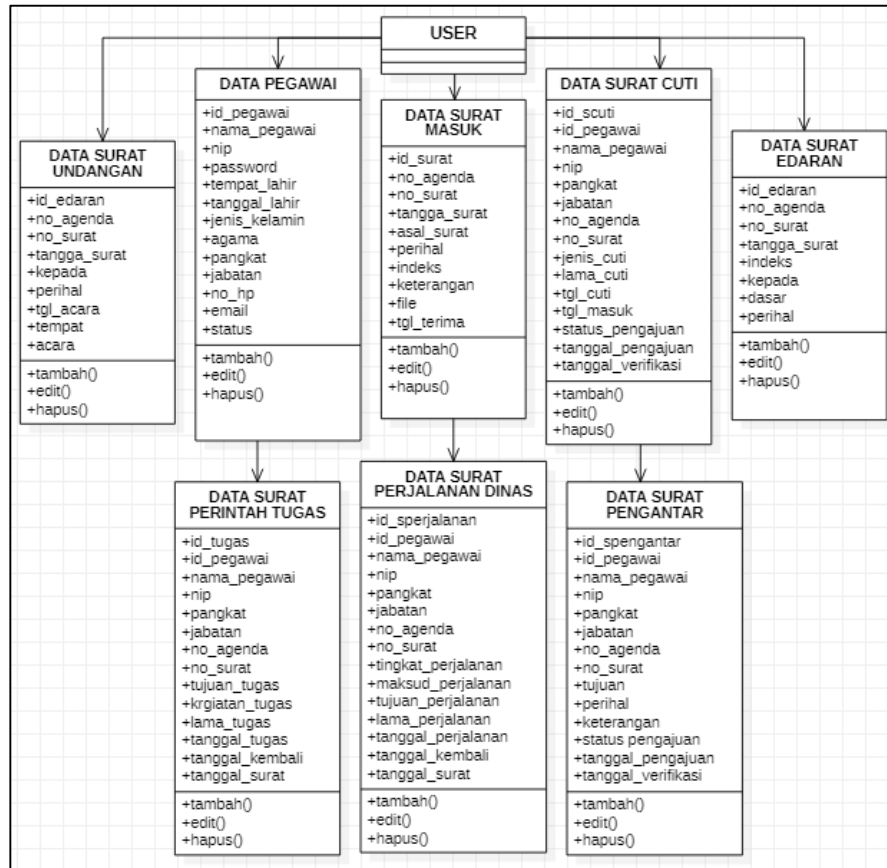 USER
DATA SURAT
UNDANGAN
+id_edaran
+no_agenda
+no_surat
+tangga_surat
+kepada
+perihal
+tgl_acara
+tempat
+acara
+tambah()
+edit()
+hapus()
DATA PEGAWAI
+id_pegawai
+nama_pegawai
+nip
+password
+tempat_lahir
+tanggal_lahir
+jenis_kelamin
+agama
+pangkat
+jabatan
+no_hp
+email
+status
+tambah()
+edit()
+hapus()
DATA SURAT
MASUK
+id_surat
+no_agenda
+no_surat
+tangga_surat
+asal_surat
+perihal
+indeks
+keterangan
+file
+tgl_terima
+tambah()
+edit()
+hapus()
DATA SURAT CUTI
+id_scuti
+id_pegawai
+nama_pegawai
+nip
+pangkat
+jabatan
+no_agenda
+no_surat
+jenis_cuti
+lama_cuti
+tgl_cuti
+tgl_masuk
+status_pengajuan
+tanggal_pengajuan
+tanggal_verifikasi
+tambah()
+edit()
+hapus()
DATA SURAT
EDARAN
+id_edaran
+no_agenda
+no_surat
+tangga_surat
+indeks
+kepada
+dasar
+perihal
+tambah()
+edit()
+hapus()
DATA SURAT
PERINTAH TUGAS
+id_tugas
+id_pegawai
+nama_pegawai
+nip
+pangkat
+jabatan
+no_agenda
+no_surat
+tujuan_tugas
+krgiatan_tugas
+lama_tugas
+tanggal_tugas
+tanggal_kembali
+tanggal_surat
+tambah()
+edit()
+hapus()
DATA SURAT
PERJALANAN DINAS
+id_sperjalanan
+id_pegawai
+nama_pegawai
+nip
+pangkat
+jabatan
+no_agenda
+no_surat
+tingkat_perjalanan
+maksud_perjalanan
+tujuan_perjalanan
+lama_perjalanan
+tanggal_perjalanan
+tanggal_kembali
+tanggal_surat
+tambah()
+edit()
+hapus()
DATA SURAT
PENGANTAR
+id_spengantar
+id_pegawai
+nama_pegawai
+nip
+pangkat
+jabatan
+no_agenda
+no_surat
+tujuan
+perihal
+keterangan
+status pengajuan
+tanggal_pengajuan
+tanggal_verifikasi
+tambah()
+edit()
+hapus()